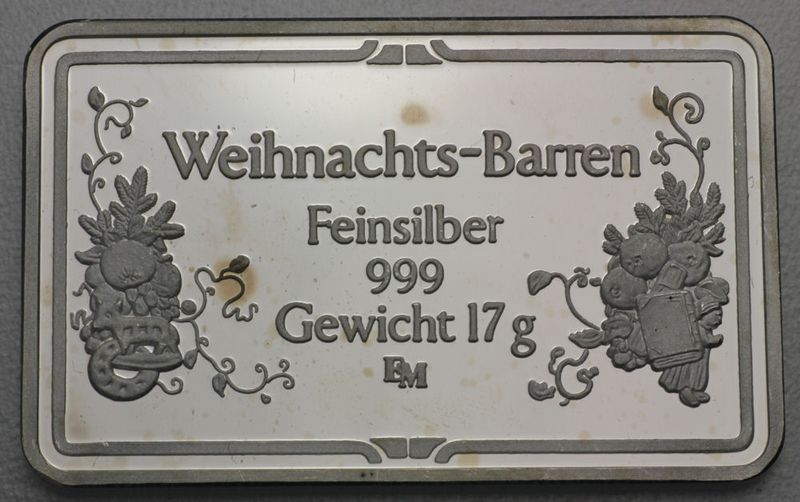 Weihnachts-Barren
Feinsilber
999
Gewicht 17 g
EM